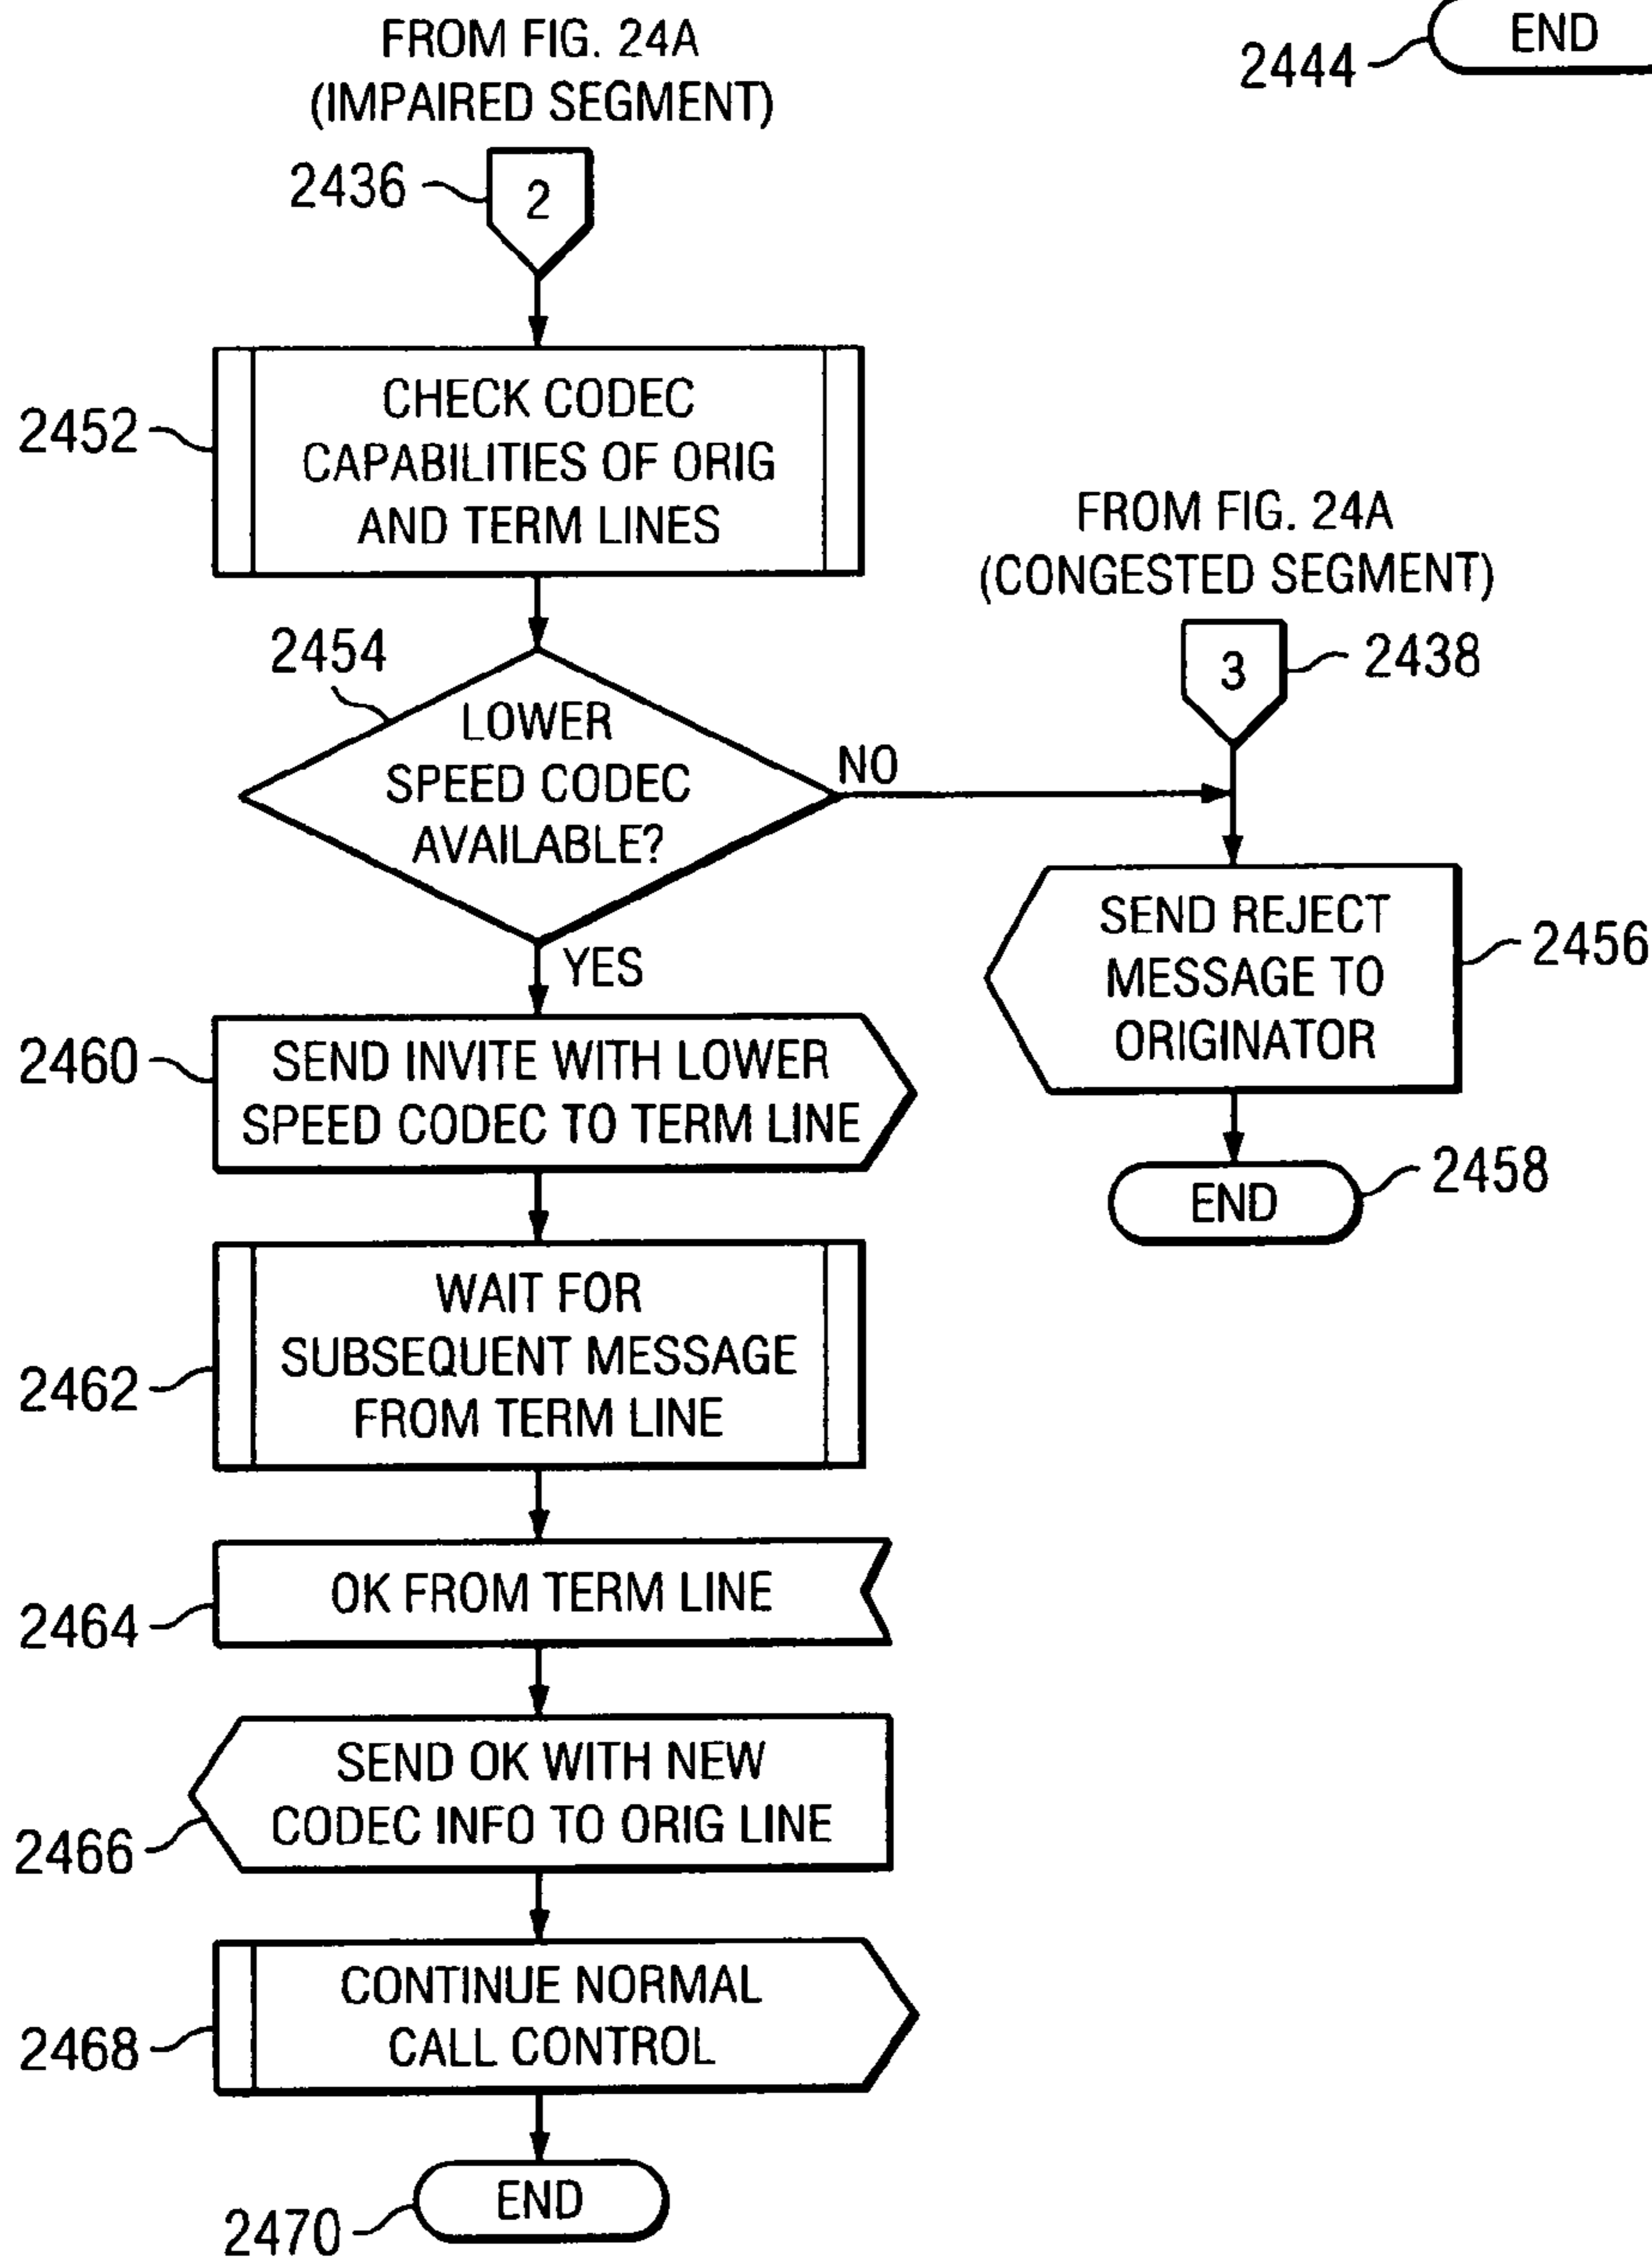 FROM FIG. 24A
(IMPAIRED SEGMENT)
2444
END
2436
2
2452
CHECK CODEC
CAPABILITIES OF ORIG
AND TERM LINES
FROM FIG. 24A
(CONGESTED SEGMENT)
3
2438
2454
LOWER
SPEED CODEC
AVAILABLE?
NO
YES
SEND REJECT
MESSAGE TO
ORIGINATOR
2456
END
2458
2460
SEND INVITE WITH LOWER
SPEED CODEC TO TERM LINE
2462
WAIT FOR
SUBSEQUENT MESSAGE
FROM TERM LINE
2464
OK FROM TERM LINE
2466
SEND OK WITH NEW
CODEC INFO TO ORIG LINE
2468
CONTINUE NORMAL
CALL CONTROL
2470
END